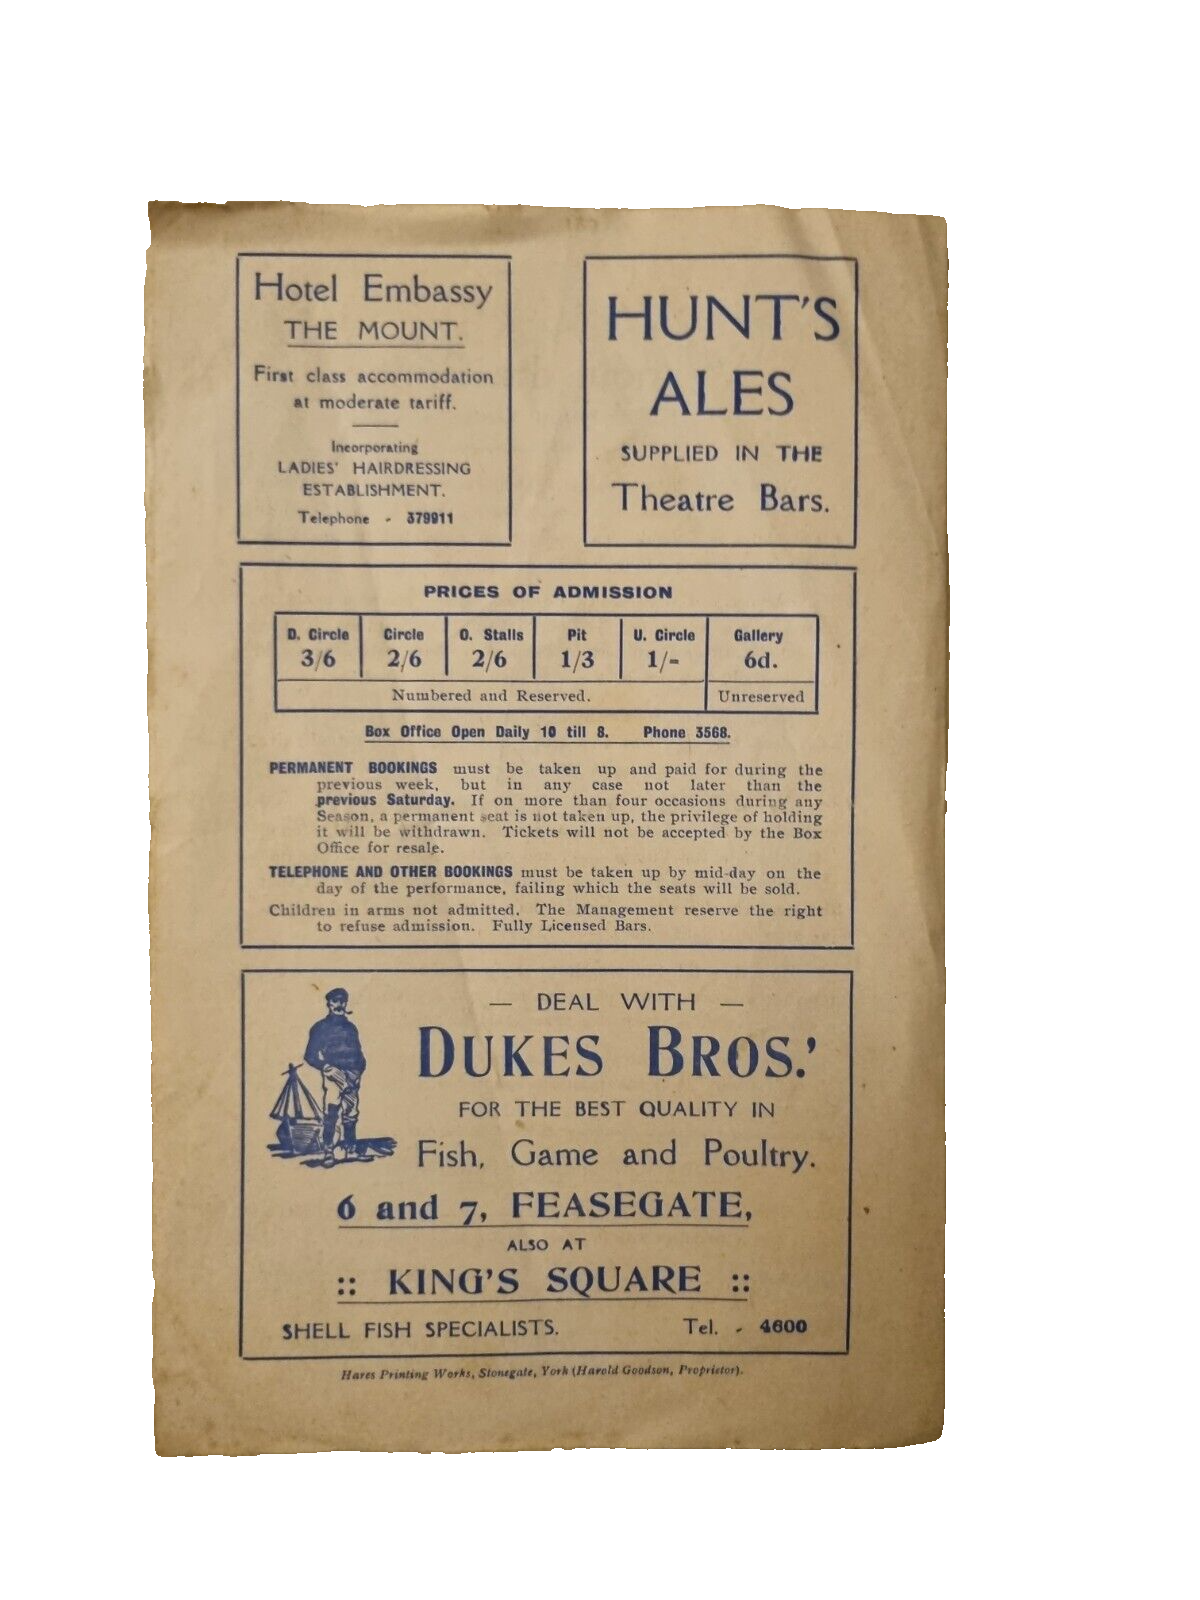 Hotel Embassy
THE MOUNT.
First class accommodation
at moderate tariff.
Incorporating
LADIES' HAIRDRESSING
ESTABLISHMENT.
Telephone - 379911
HUNT'S
ALES
SUPPLIED IN THE
Theatre Bars.
PRICES OF ADMISSION
D. Circle Circle O. Stalls Pit U. Circle Gallery
3/6 2/6 2/6 1/3 1/- 6d.
Numbered and Reserved. Unreserved
Box Office Open Daily 10 till 8. Phone 3568.
PERMANENT BOOKINGS must be taken up and paid for during the
previous week, but in any case not later than the
previous Saturday. If on more than four occasions during any
Season, a permanent seat is not taken up, the privilege of holding
it will be withdrawn. Tickets will not be accepted by the Box
Office for resale.
TELEPHONE AND OTHER BOOKINGS must be taken up by mid-day on the
day of the performance, failing which the seats will be sold.
Children in arms not admitted. The Management reserve the right
to refuse admission. Fully Licensed Bars.
— DEAL WITH —
DUKES BROS.'
FOR THE BEST QUALITY IN
Fish, Game and Poultry.
6 and 7, FEASEGATE,
ALSO AT
:: KING'S SQUARE ::
SHELL FISH SPECIALISTS. Tel. - 4600
Hares Printing Works, Stonegate, York (Harold Goodson, Proprietor).